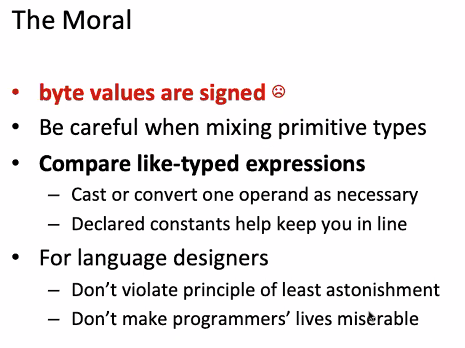 The Moral
• byte values are signed ☹
• Be careful when mixing primitive types
• Compare like-typed expressions
– Cast or convert one operand as necessary
– Declared constants help keep you in line
• For language designers
– Don’t violate principle of least astonishment
– Don’t make programmers’ lives miserable